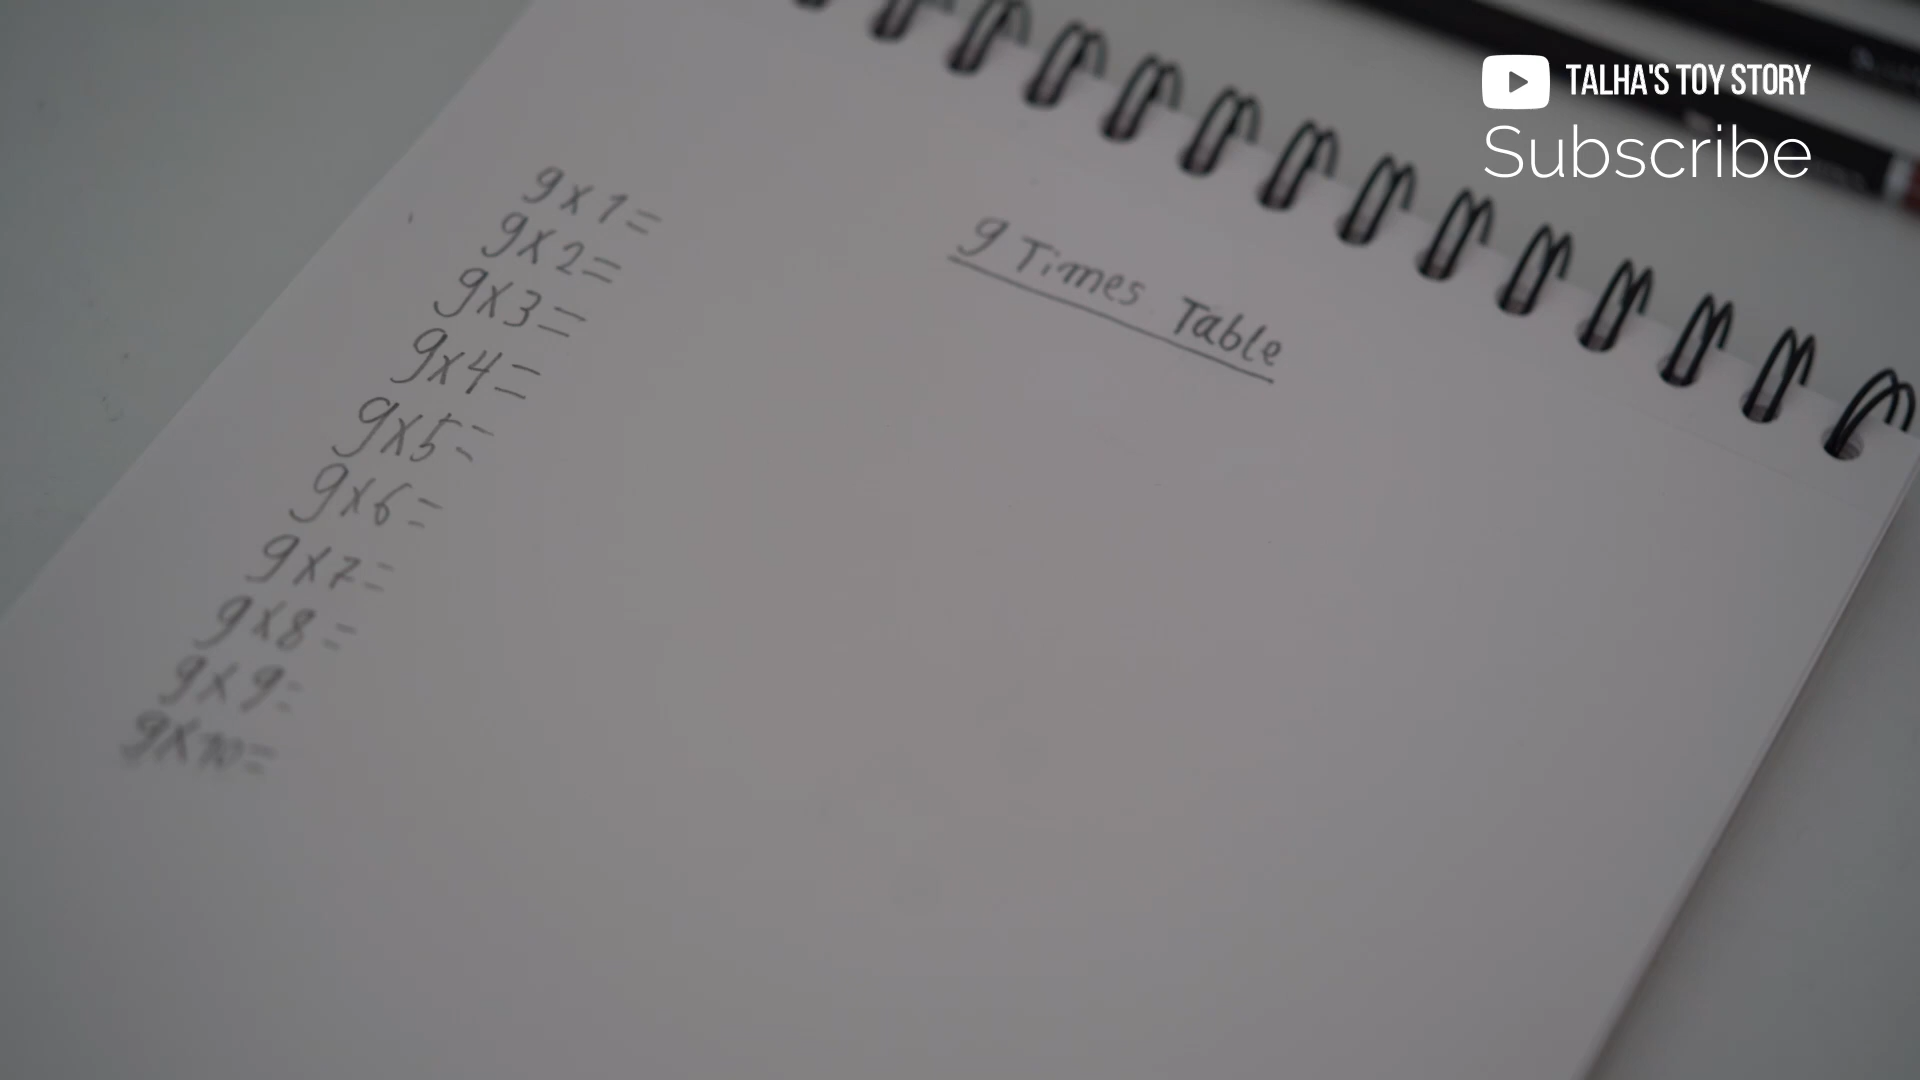 TALHA'S TOY STORY
Subscribe
9 Times Table
9x1=
9x2=
9x3=
9x4=
9x5=
9x6=
9x7=
9x8=
9x9=
9x10=